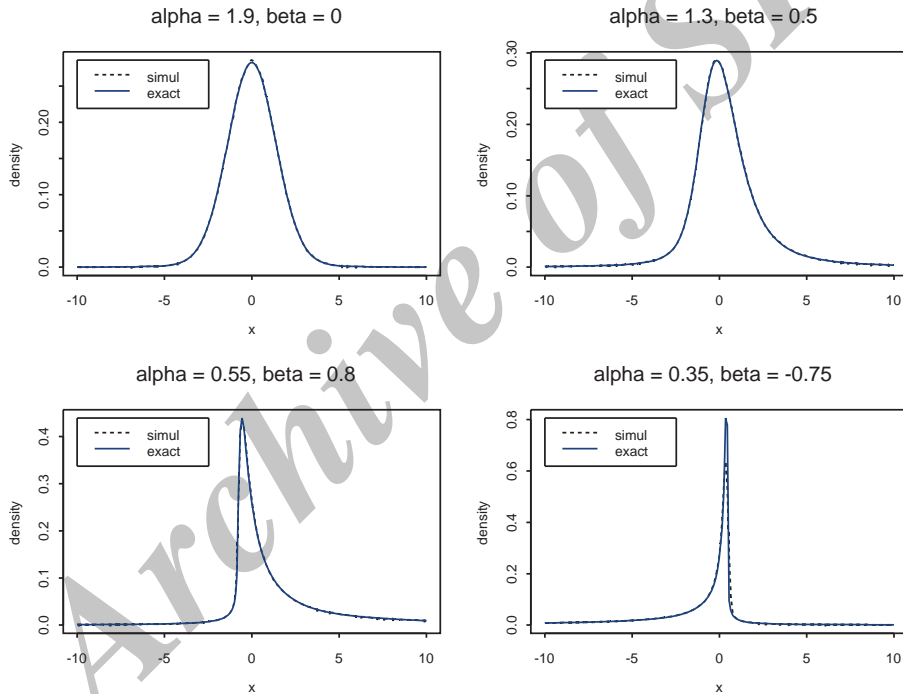 alpha = 1.9, beta = 0
simul
exact
density
0.0
0.10
0.20
-10
-5
0
5
10
x
alpha = 1.3, beta = 0.5
simul
exact
density
0.0
0.10
0.20
0.30
-10
-5
0
5
10
x
alpha = 0.55, beta = 0.8
simul
exact
density
0.0
0.1
0.2
0.3
0.4
-10
-5
0
5
10
x
alpha = 0.35, beta = -0.75
simul
exact
density
0.0
0.2
0.4
0.6
0.8
-10
-5
0
5
10
x
Archive of